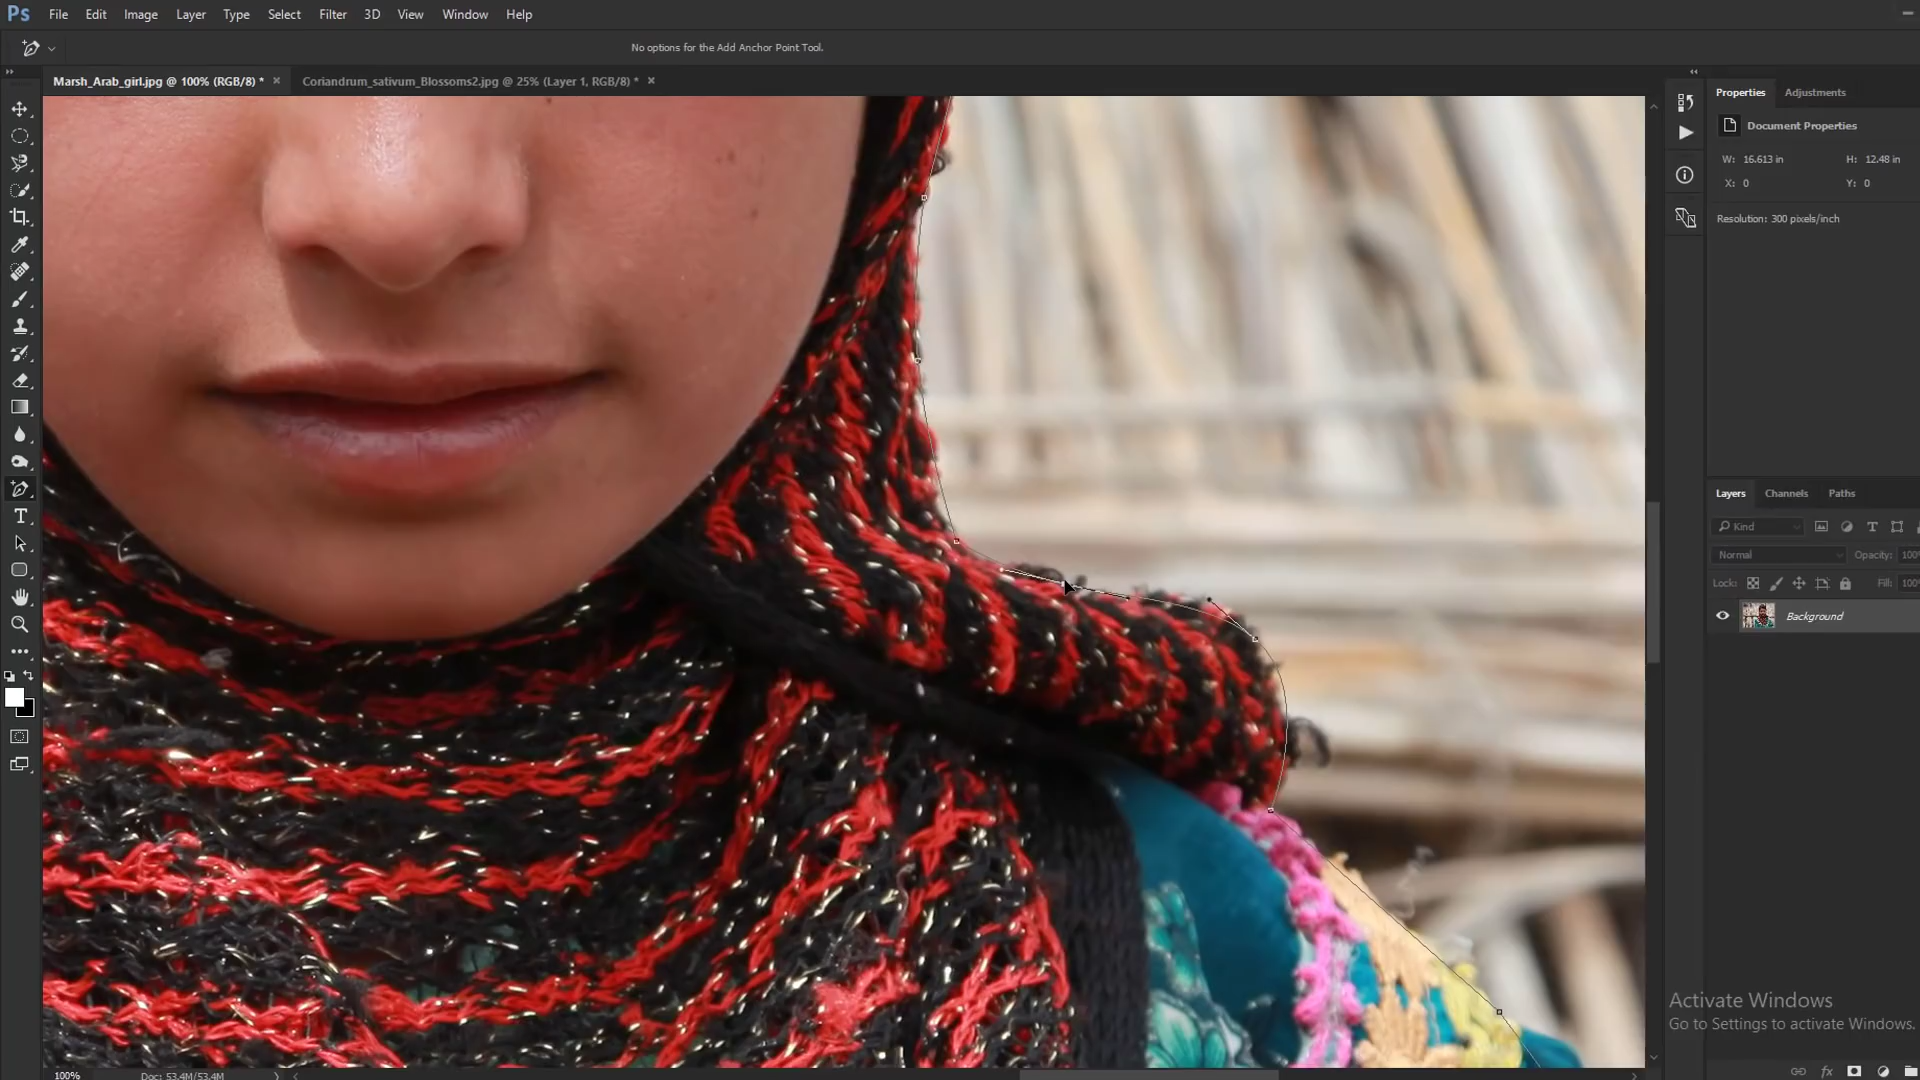 Ps File Edit Image Layer Type Select Filter 3D View Window Help
No options for the Add Anchor Point Tool.
Marsh_Arab_girl.jpg @ 100% (RGB/8) * × Coriandrum_sativum_Blossoms2.jpg @ 25% (Layer 1, RGB/8) * ×
Properties Adjustments
Document Properties
W: 16.613 in H: 12.48 in
X: 0 Y: 0
Resolution: 300 pixels/inch
Layers Channels Paths
Kind
Normal Opacity: 100
Lock: Fill: 100
Background
Activate Windows
Go to Settings to activate Windows.
100% Doc: 53.4M/53.4M